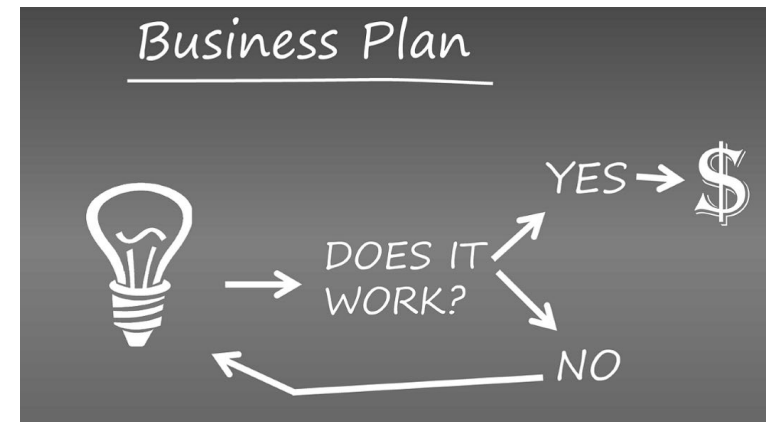 Business Plan
YES
$
DOES IT
WORK?
NO